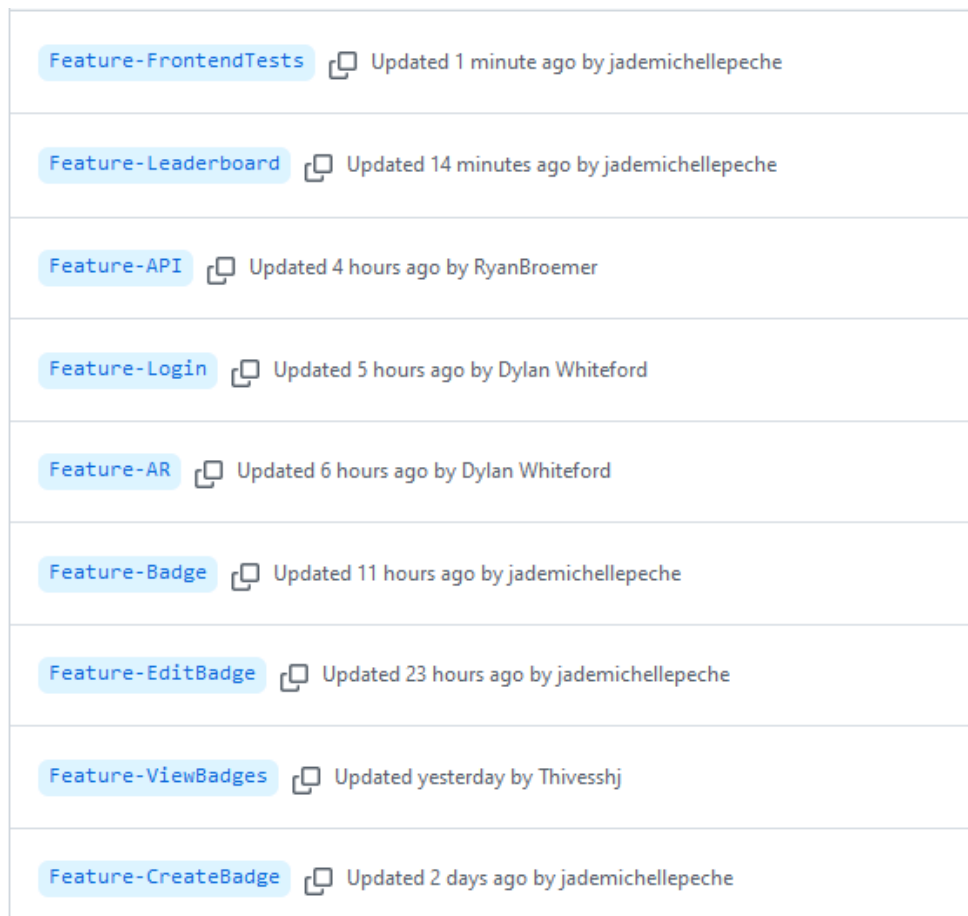 Feature-FrontendTests Updated 1 minute ago by jademichellepeche
Feature-Leaderboard Updated 14 minutes ago by jademichellepeche
Feature-API Updated 4 hours ago by RyanBroemer
Feature-Login Updated 5 hours ago by Dylan Whiteford
Feature-AR Updated 6 hours ago by Dylan Whiteford
Feature-Badge Updated 11 hours ago by jademichellepeche
Feature-EditBadge Updated 23 hours ago by jademichellepeche
Feature-ViewBadges Updated yesterday by Thivesshj
Feature-CreateBadge Updated 2 days ago by jademichellepeche